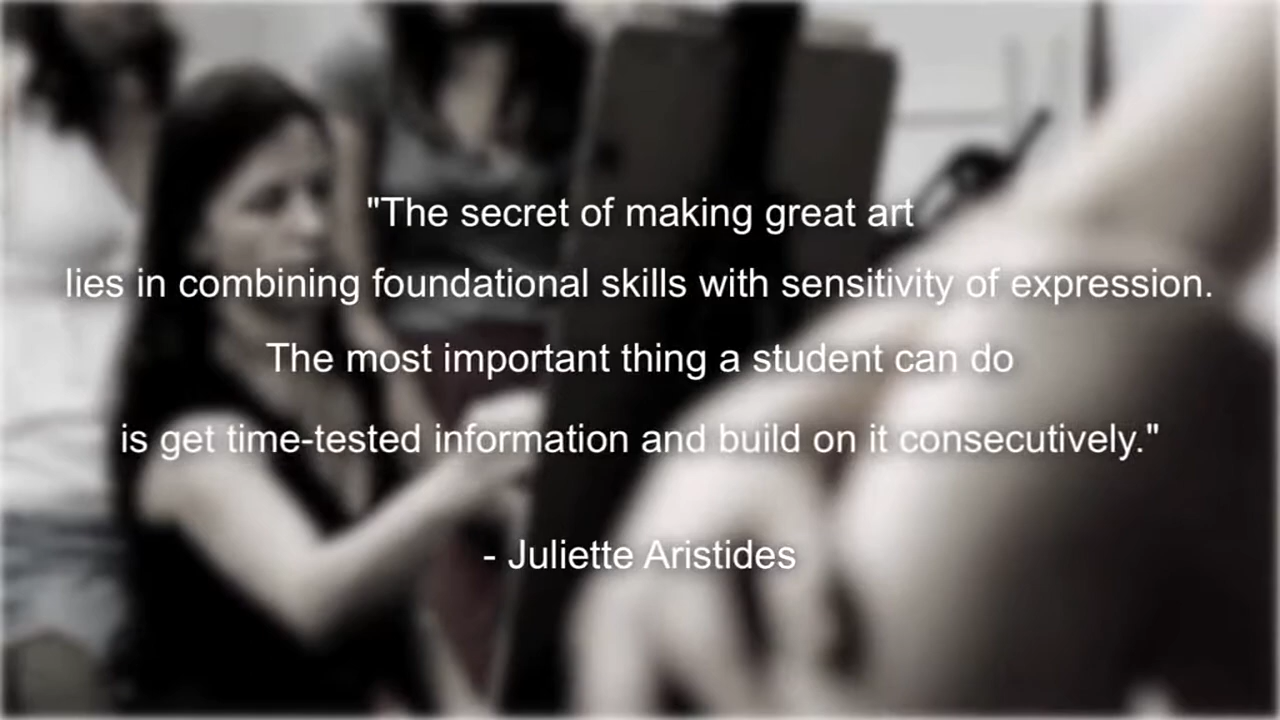 "The secret of making great art
lies in combining foundational skills with sensitivity of expression.
The most important thing a student can do
is get time-tested information and build on it consecutively."
- Juliette Aristides